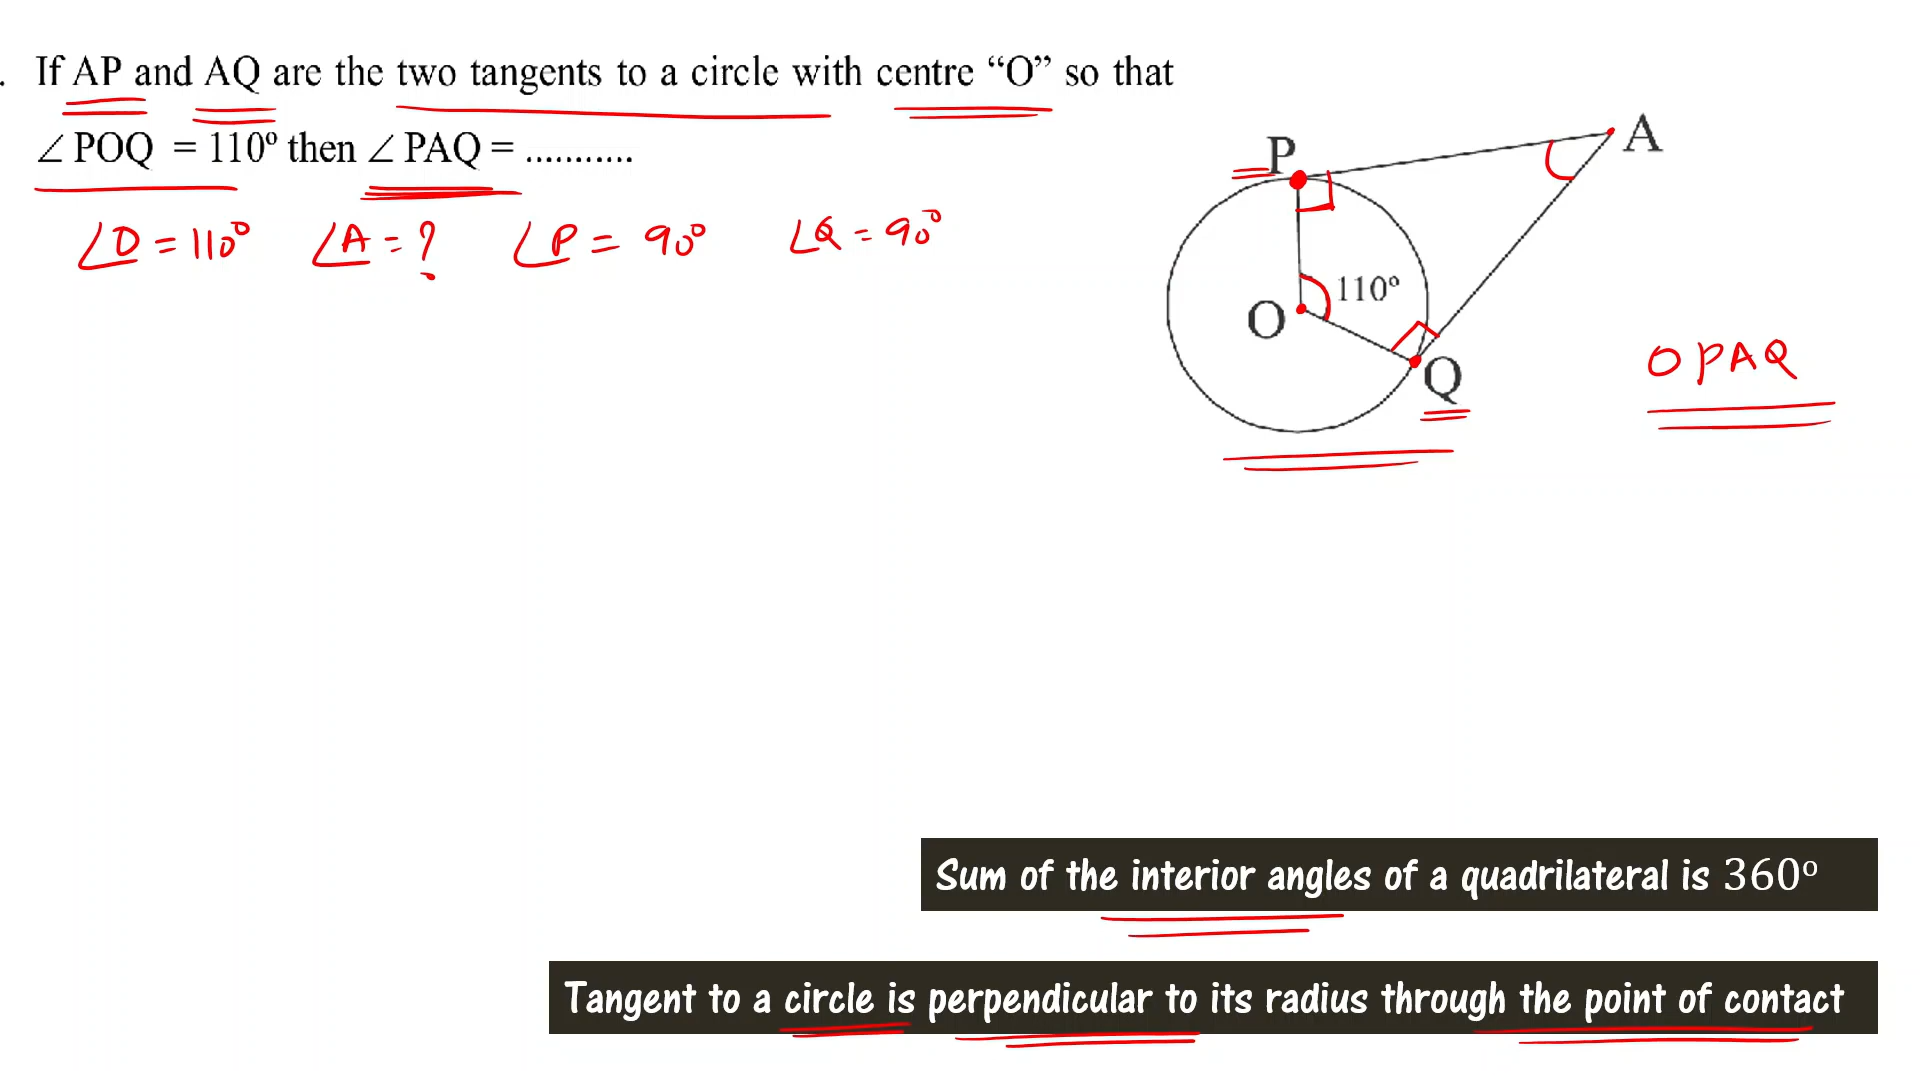 . If AP and AQ are the two tangents to a circle with centre “O” so that
∠POQ = 110° then ∠PAQ = ...........
∠O = 110° ∠A = ? ∠P = 90° ∠Q = 90°
P
A
110°
O
Q
OPAQ
Sum of the interior angles of a quadrilateral is 360°
Tangent to a circle is perpendicular to its radius through the point of contact